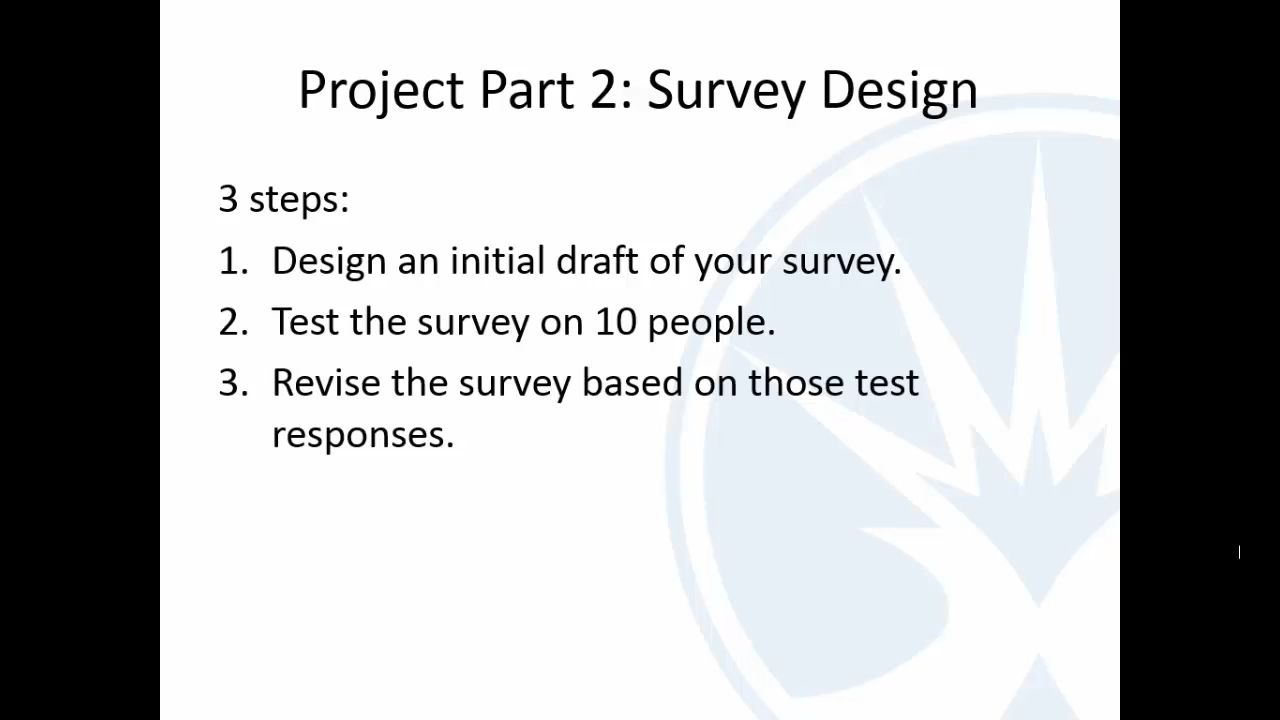 Project Part 2: Survey Design
3 steps:
1. Design an initial draft of your survey.
2. Test the survey on 10 people.
3. Revise the survey based on those test
responses.